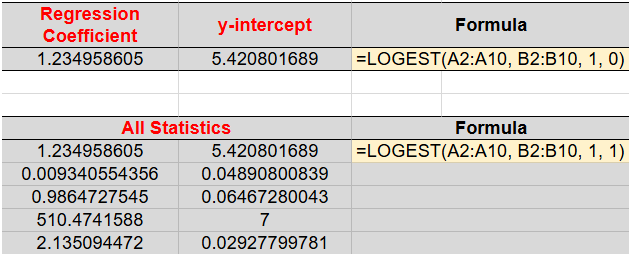 Regression Coefficient y-intercept Formula
1.234958605 5.420801689 =LOGEST(A2:A10, B2:B10, 1, 0)
All Statistics Formula
1.234958605 5.420801689 =LOGEST(A2:A10, B2:B10, 1, 1)
0.009340554356 0.04890800839
0.9864727545 0.06467280043
510.4741588 7
2.135094472 0.02927799781